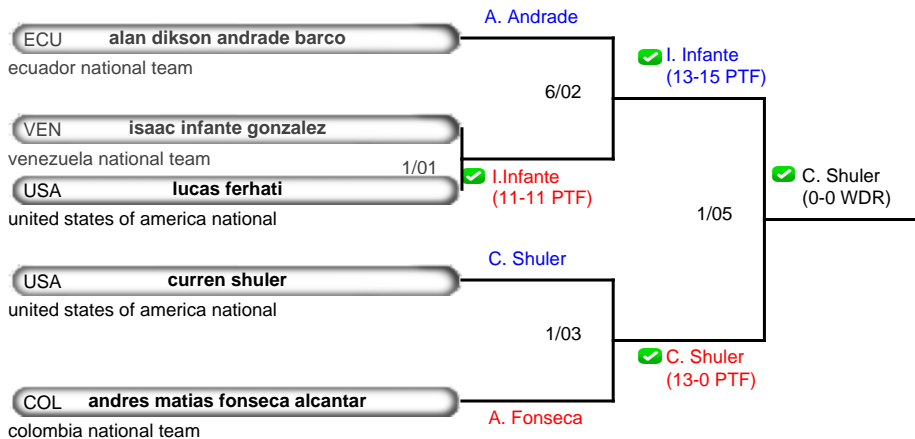 A. Andrade
ECU alan dikson andrade barco
ecuador national team
I. Infante
(13-15 PTF)
6/02
VEN isaac infante gonzalez
venezuela national team
1/01
I.Infante
(11-11 PTF)
USA lucas ferhati
united states of america national
C. Shuler
(0-0 WDR)
1/05
C. Shuler
USA curren shuler
united states of america national
1/03
C. Shuler
(13-0 PTF)
COL andres matias fonseca alcantar
A. Fonseca
colombia national team